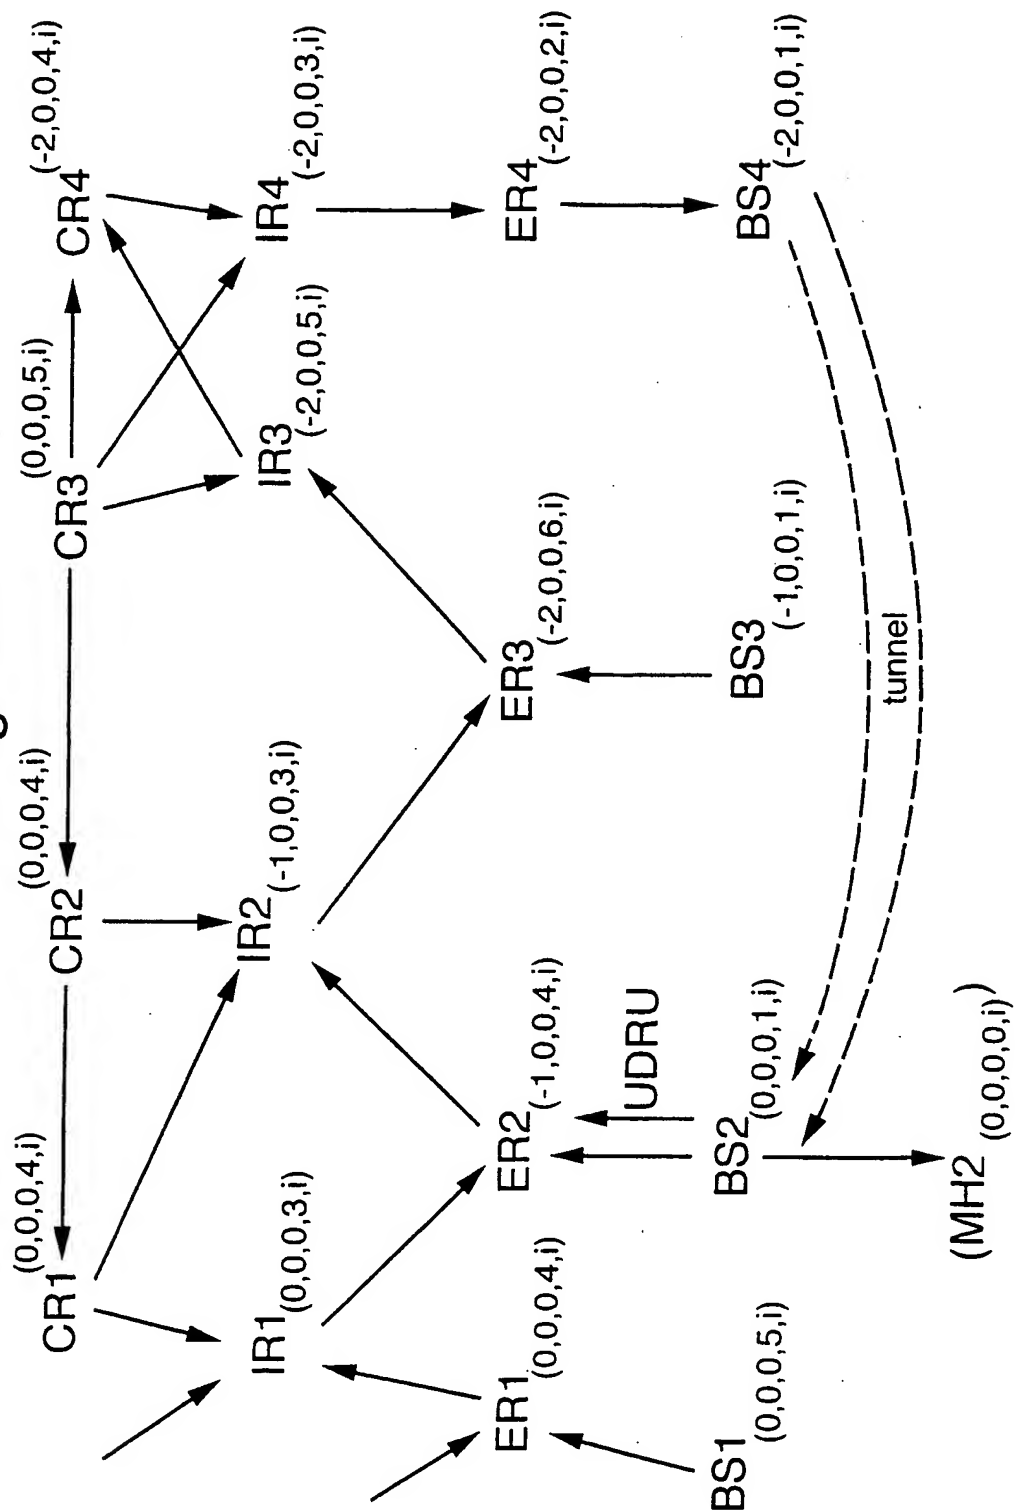 CR1 (0,0,0,4,i)
CR2 (0,0,0,4,i)
CR3 (0,0,0,5,i)
CR4 (-2,0,0,4,i)
IR1 (0,0,0,3,i)
IR2 (-1,0,0,3,i)
IR3 (-2,0,0,5,i)
IR4 (-2,0,0,3,i)
ER1 (0,0,0,4,i)
ER2 (-1,0,0,4,i)
ER3 (-2,0,0,6,i)
ER4 (-2,0,0,2,i)
UDRU
BS1 (0,0,0,5,i)
BS2 (0,0,0,1,i)
BS3 (-1,0,0,1,i)
BS4 (-2,0,0,1,i)
tunnel
(MH2 (0,0,0,0,i))